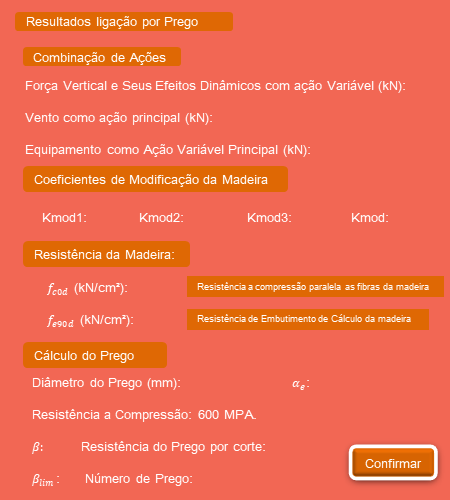 Resultados ligação por Prego
Combinação de Ações
Força Vertical e Seus Efeitos Dinâmicos com ação Variável (kN):
Vento como ação principal (kN):
Equipamento como Ação Variável Principal (kN):
Coeficientes de Modificação da Madeira
Kmod1: Kmod2: Kmod3: Kmod:
Resistência da Madeira:
f_{c0d} (kN/cm²): Resistência a compressão paralela as fibras da madeira
f_{e90d} (kN/cm²): Resistência de Embutimento de Cálculo da madeira
Cálculo do Prego
Diâmetro do Prego (mm): α_e:
Resistência a Compressão: 600 MPA.
β: Resistência do Prego por corte:
β_{lim}: Número de Prego:
Confirmar